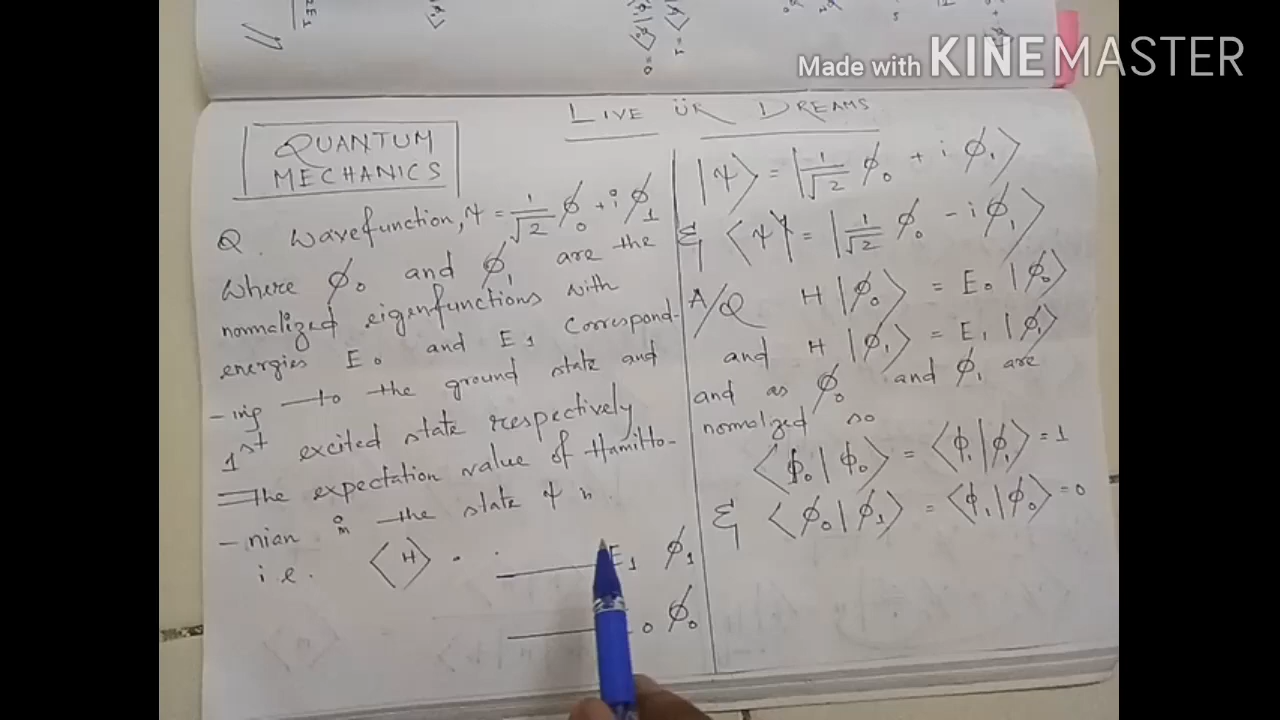 Made with KINEMASTER
LIVE ÜR DREAMS
QUANTUM
MECHANICS
Q. Wavefunction, ψ = 1/√2 ϕ₀ + i ϕ₁
where ϕ₀ and ϕ₁ are the
normalized eigenfunctions with
energies E₀ and E₁ Correspond-
-ing to the ground state and
1st excited state respectively
The expectation value of Hamilto-
-nian in the state ψ is.
i.e. ⟨H⟩
E₁ ϕ₁
₀ ϕ₀
|ψ⟩ = |1/√2 ϕ₀ + i ϕ₁⟩
& ⟨ψ| = |1/√2 ϕ₀ - i ϕ₁⟩
A/Q H |ϕ₀⟩ = E₀ |ϕ₀⟩
and H |ϕ₁⟩ = E₁ |ϕ₁⟩
and as ϕ₀ and ϕ₁ are
normalized so
⟨ϕ₀|ϕ₀⟩ = ⟨ϕ₁|ϕ₁⟩ = 1
& ⟨ϕ₀|ϕ₁⟩ = ⟨ϕ₁|ϕ₀⟩ = 0